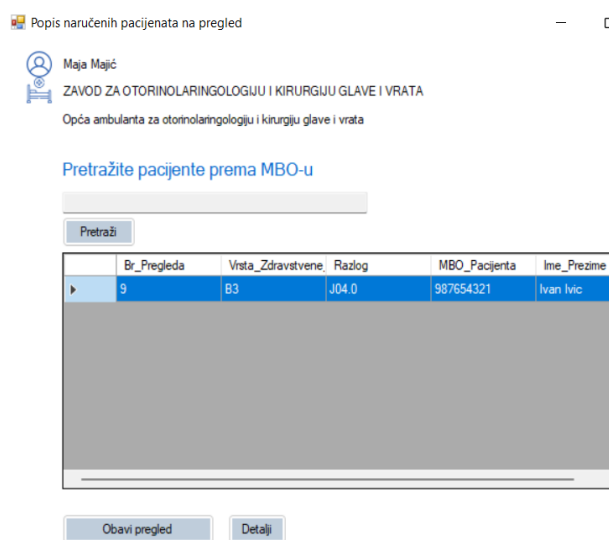 Popis naručenih pacijenata na pregled
Maja Majić
ZAVOD ZA OTORINOLARINGOLOGIJU I KIRURGIJU GLAVE I VRATA
Opća ambulanta za otorinolaringologiju i kirurgiju glave i vrata
Pretražite pacijente prema MBO-u
Pretraži
Br_Pregleda Vrsta_Zdravstvene_ Razlog MBO_Pacijenta Ime_Prezime
9 B3 J04.0 987654321 Ivan Ivic
Obavi pregled Detalji